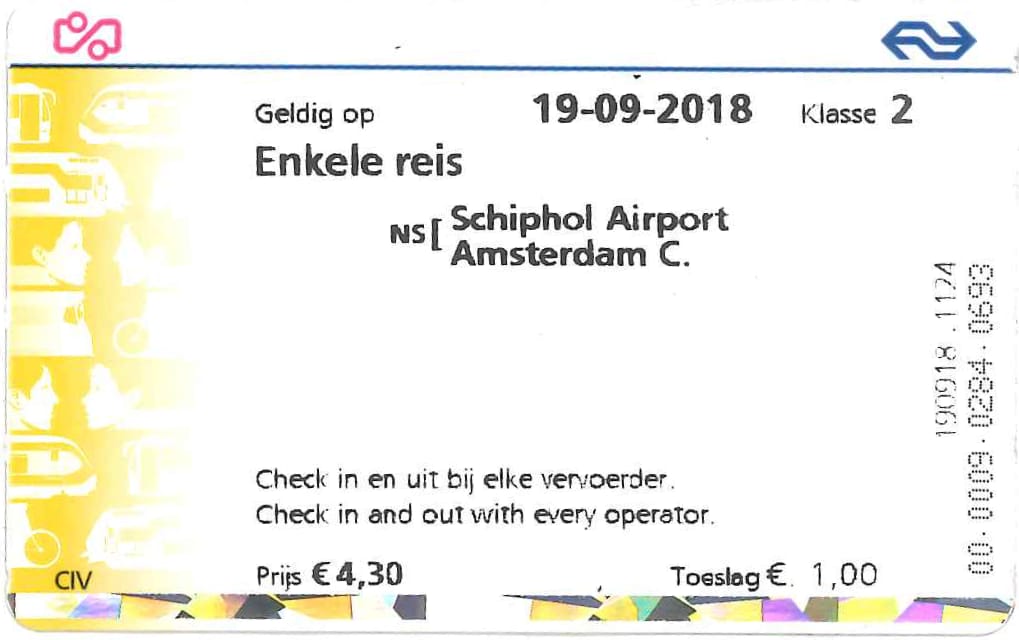 Geldig op 19-09-2018 Klasse 2
Enkele reis
NS[ Schiphol Airport
Amsterdam C.
190918.1124
00-0009-0284-0693
Check in en uit bij elke vervoerder.
Check in and out with every operator.
CIV Prijs € 4,30 Toeslag €. 1,00